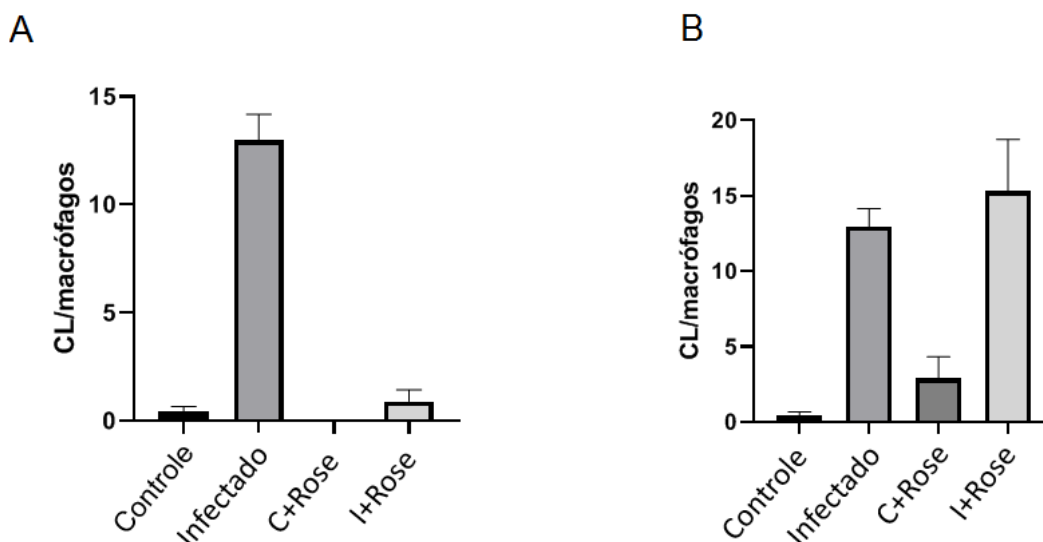 A
CL/macrófagos
15
10
5
0
Controle
Infectado
C+Rose
I+Rose
B
CL/macrófagos
20
15
10
5
0
Controle
Infectado
C+Rose
I+Rose